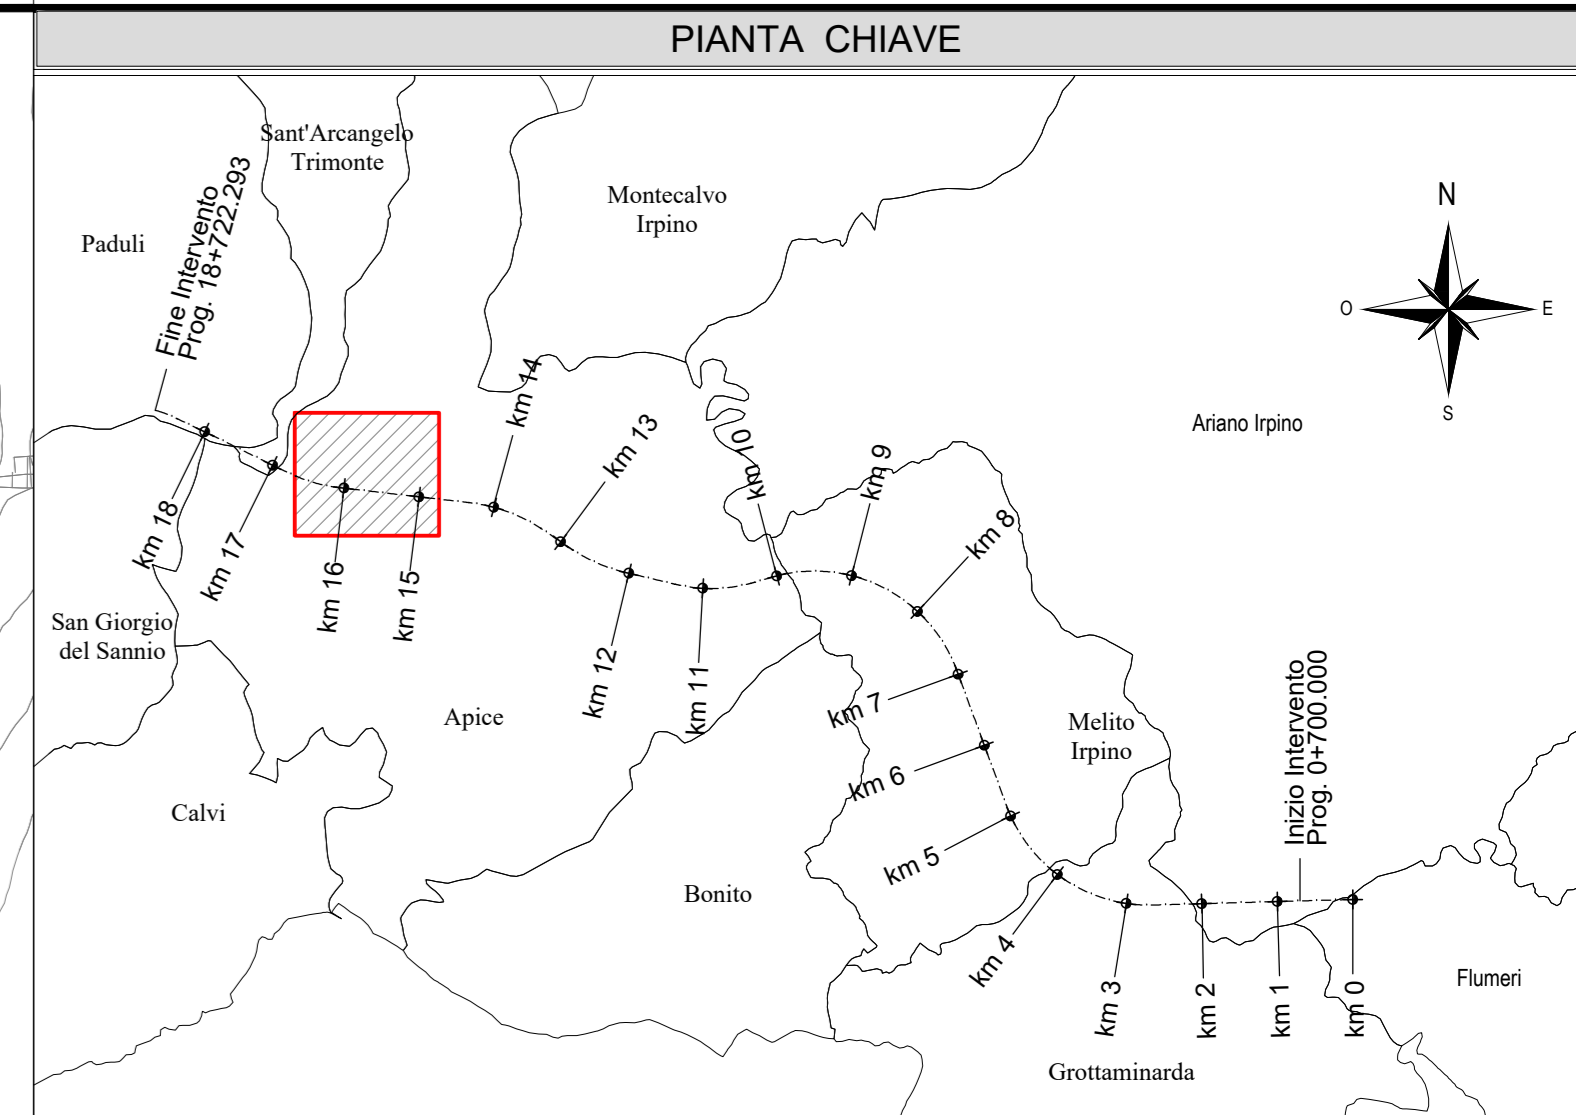 PIANTA CHIAVE
Sant'Arcangelo
Trimonte
Montecalvo
Irpino
Paduli
Fine Intervento
Prog. 18+722.293
N
O
E
S
Ariano Irpino
km 14
km 13
km 10
km 9
km 8
km 18
km 17
km 16
km 15
km 12
km 11
San Giorgio
del Sannio
Apice
km 7
Melito
Irpino
km 6
Inizio Intervento
Prog. 0+700.000
Calvi
km 5
Bonito
km 4
km 3
km 2
km 1
km 0
Flumeri
Grottaminarda